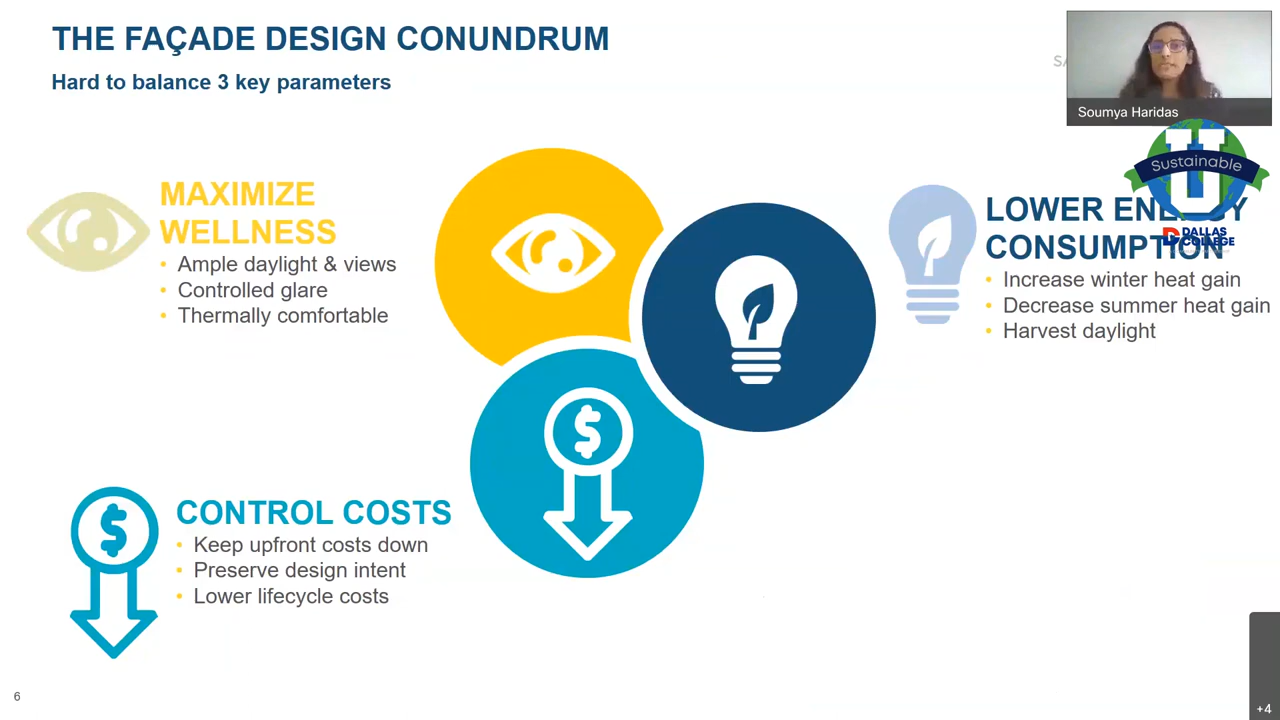 THE FAÇADE DESIGN CONUNDRUM
Hard to balance 3 key parameters
SA
Soumya Haridas
Sustainable
U
DALLAS
COLLEGE
MAXIMIZE
WELLNESS
• Ample daylight & views
• Controlled glare
• Thermally comfortable
LOWER ENERGY
CONSUMPTION
• Increase winter heat gain
• Decrease summer heat gain
• Harvest daylight
$
$
CONTROL COSTS
• Keep upfront costs down
• Preserve design intent
• Lower lifecycle costs
6
+4